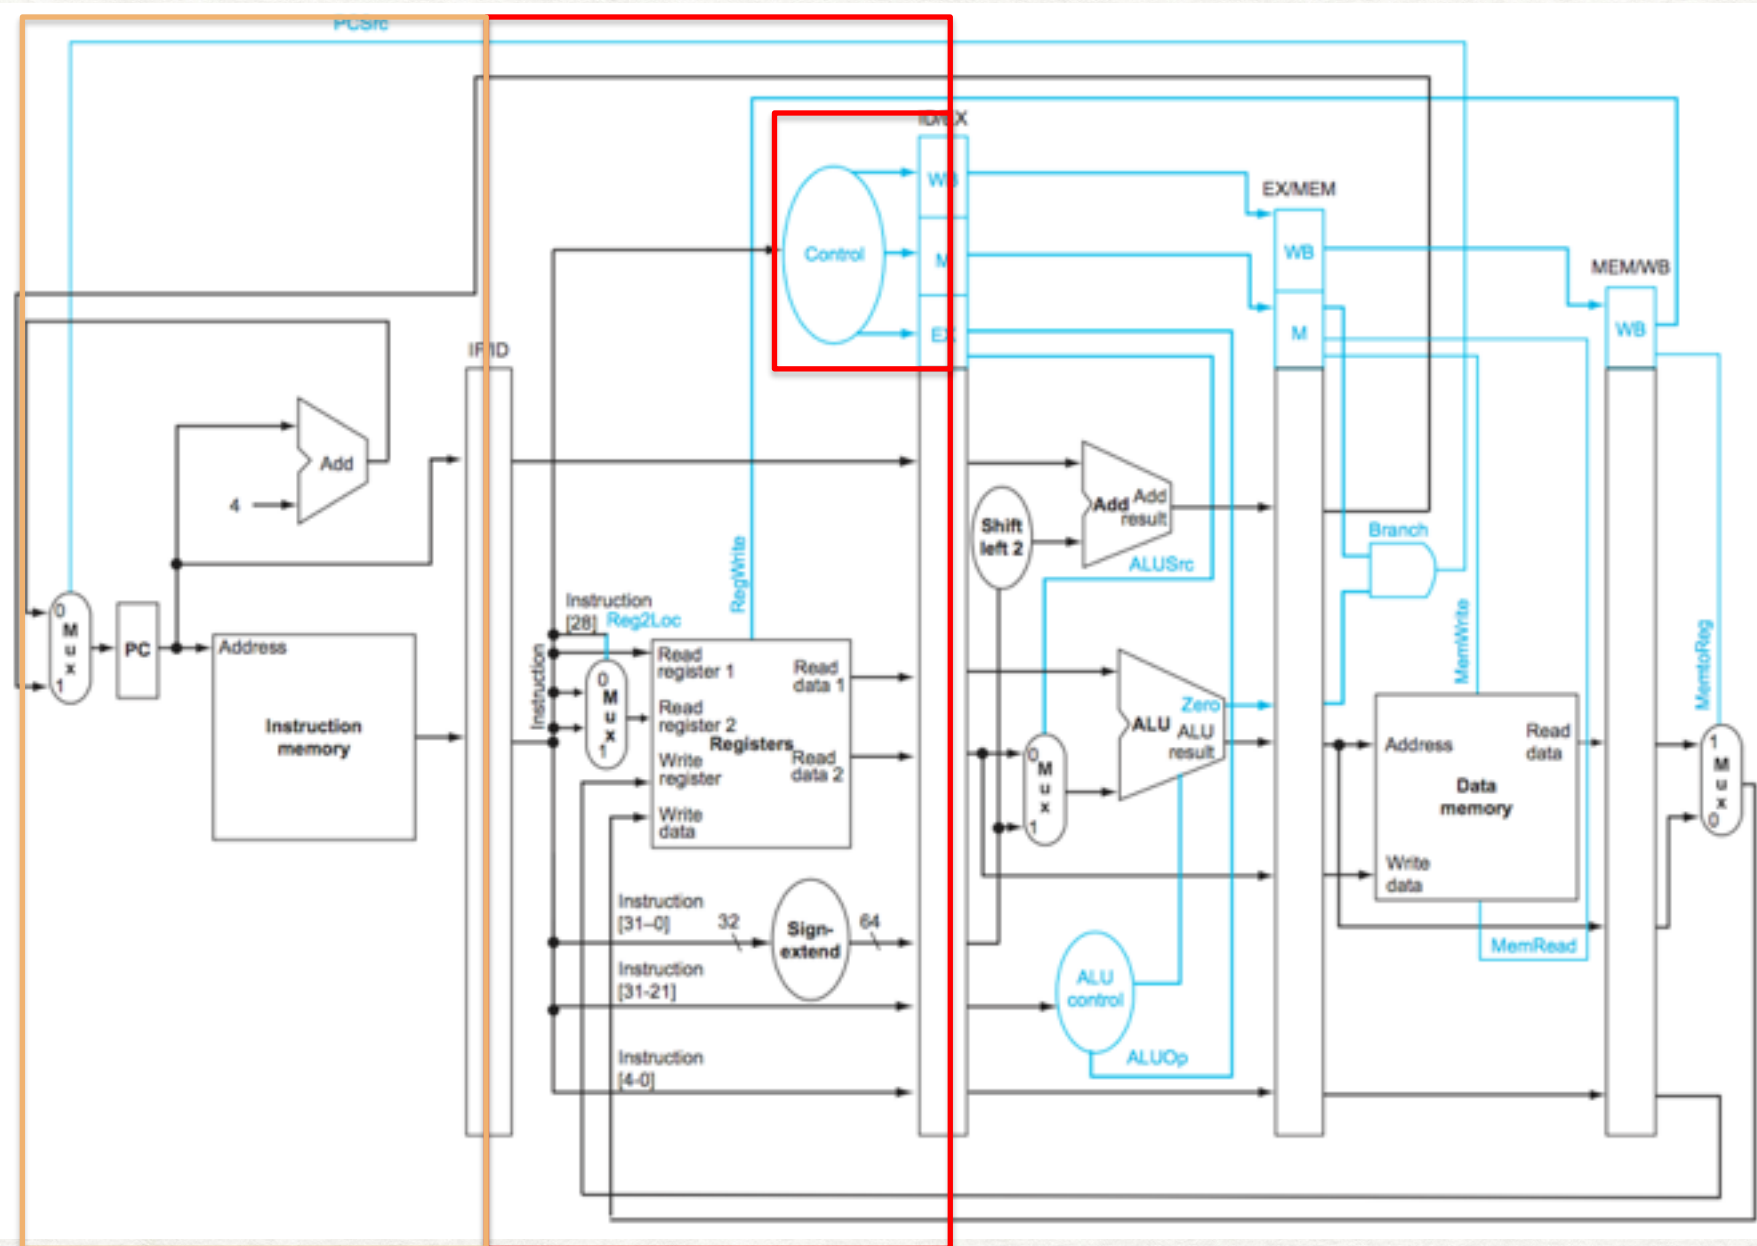 PCSrc
ID/EX
WB
M
EX
Control
EX/MEM
WB
M
MEM/WB
WB
IF/ID
Add
4
Add
Add
result
Shift
left 2
ALUSrc
Branch
RegWrite
MemWrite
MemtoReg
0
M
u
x
1
PC
Address
Instruction
memory
Instruction
Instruction
[28]
Reg2Loc
0
M
u
x
1
Read
register 1
Read
register 2
Write
register
Write
data
Registers
Read
data 1
Read
data 2
0
M
u
x
1
Zero
ALU
ALU
result
Address
Read
data
Data
memory
Write
data
1
M
u
x
0
MemRead
Instruction
[31–0]
32
Sign-
extend
64
Instruction
[31-21]
ALU
control
ALUOp
Instruction
[4-0]